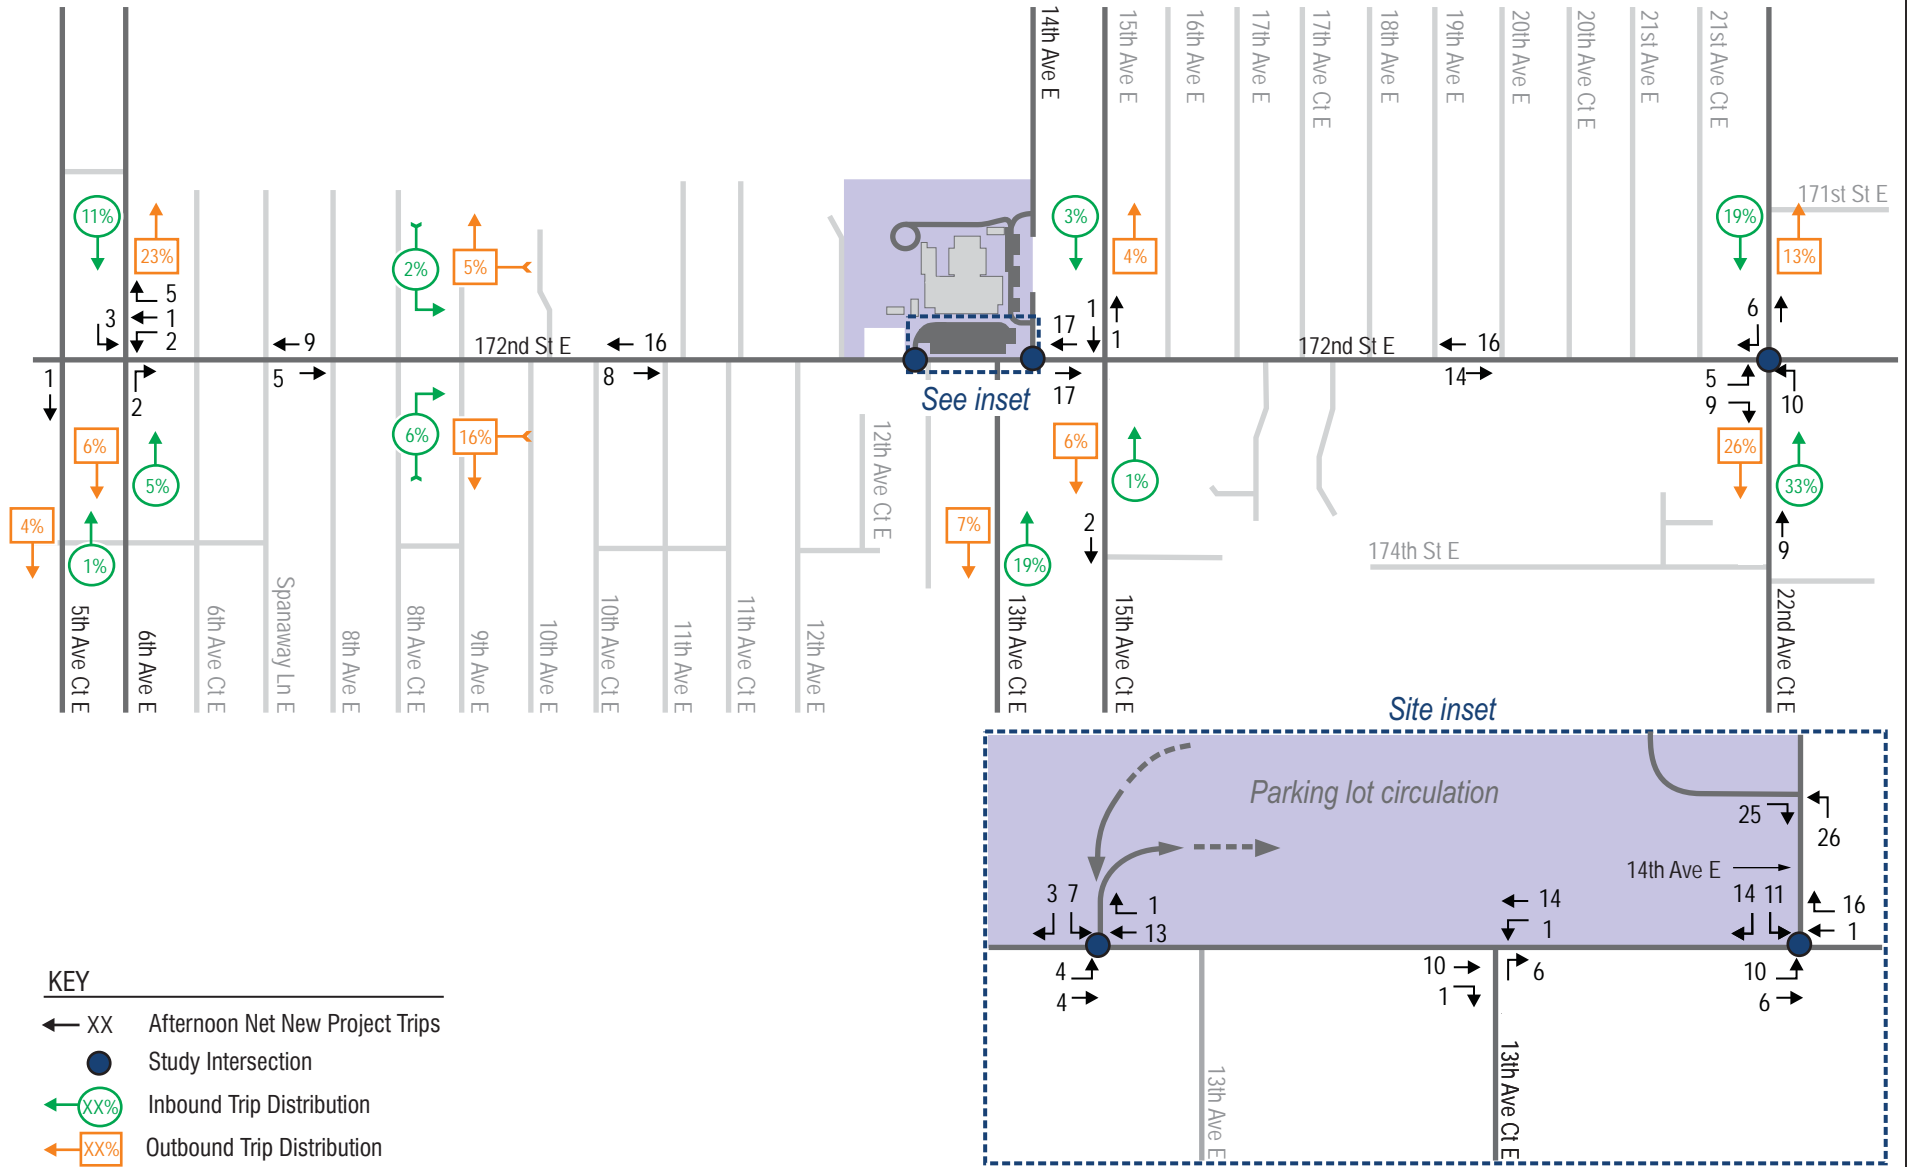 14th Ave E
15th Ave E
16th Ave E
17th Ave E
17th Ave Ct E
18th Ave E
19th Ave E
20th Ave E
20th Ave Ct E
21st Ave E
21st Ave Ct E
171st St E
11%
23%
2%
5%
3%
4%
19%
13%
5
3
1
2
9
172nd St E
16
17
1
1
172nd St E
16
6
1
2
5
8
See inset
17
14
5
9
10
6%
5%
6%
16%
6%
1%
26%
33%
4%
1%
7%
19%
2
9
12th Ave Ct E
174th St E
5th Ave Ct E
6th Ave E
6th Ave Ct E
Spanaway Ln E
8th Ave E
8th Ave Ct E
9th Ave E
10th Ave E
10th Ave Ct E
11th Ave E
11th Ave Ct E
12th Ave E
13th Ave Ct E
15th Ave Ct E
22nd Ave Ct E
Site inset
Parking lot circulation
25
26
14th Ave E
3 7
1
13
14
1
14 11
16
1
4
4
10
1
6
10
6
13th Ave E
13th Ave Ct E
KEY
XX Afternoon Net New Project Trips
Study Intersection
XX% Inbound Trip Distribution
XX% Outbound Trip Distribution